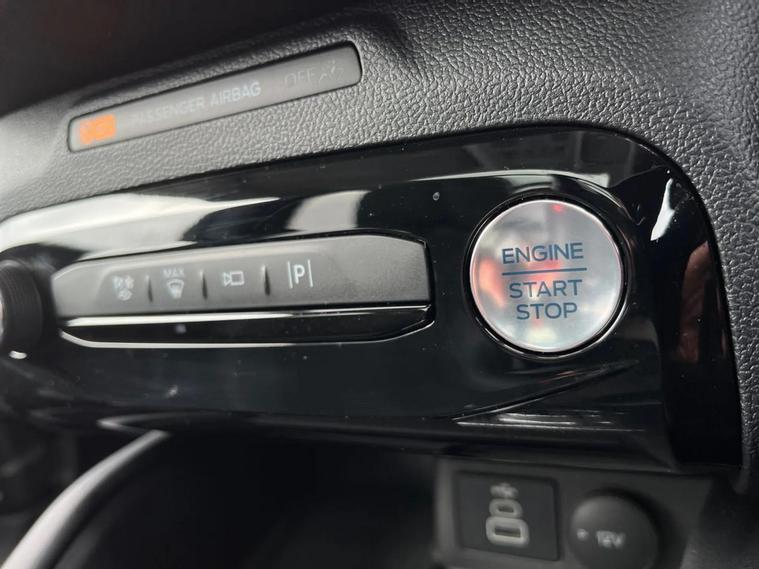 PASSENGER AIRBAG OFF
MAX
P
ENGINE
START
STOP
12V